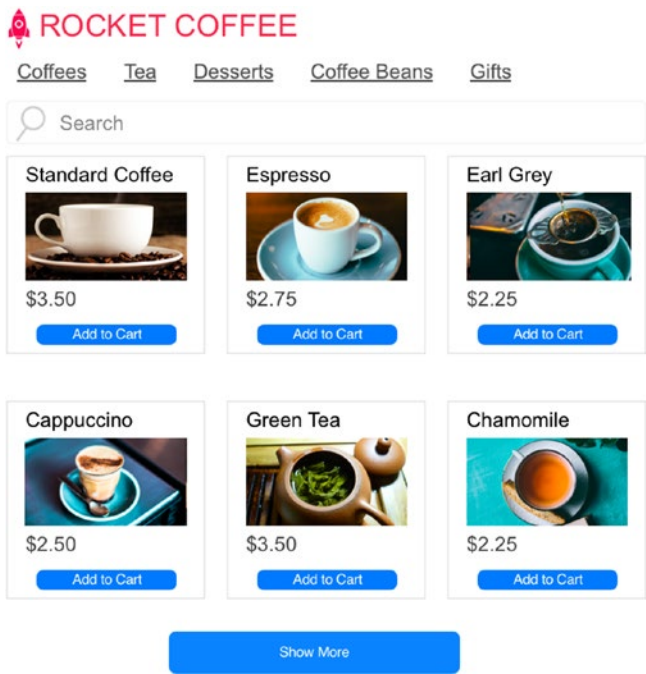 ROCKET COFFEE
Coffees Tea Desserts Coffee Beans Gifts
Search
Standard Coffee Espresso Earl Grey
$3.50 $2.75 $2.25
Add to Cart Add to Cart Add to Cart
Cappuccino Green Tea Chamomile
$2.50 $3.50 $2.25
Add to Cart Add to Cart Add to Cart
Show More